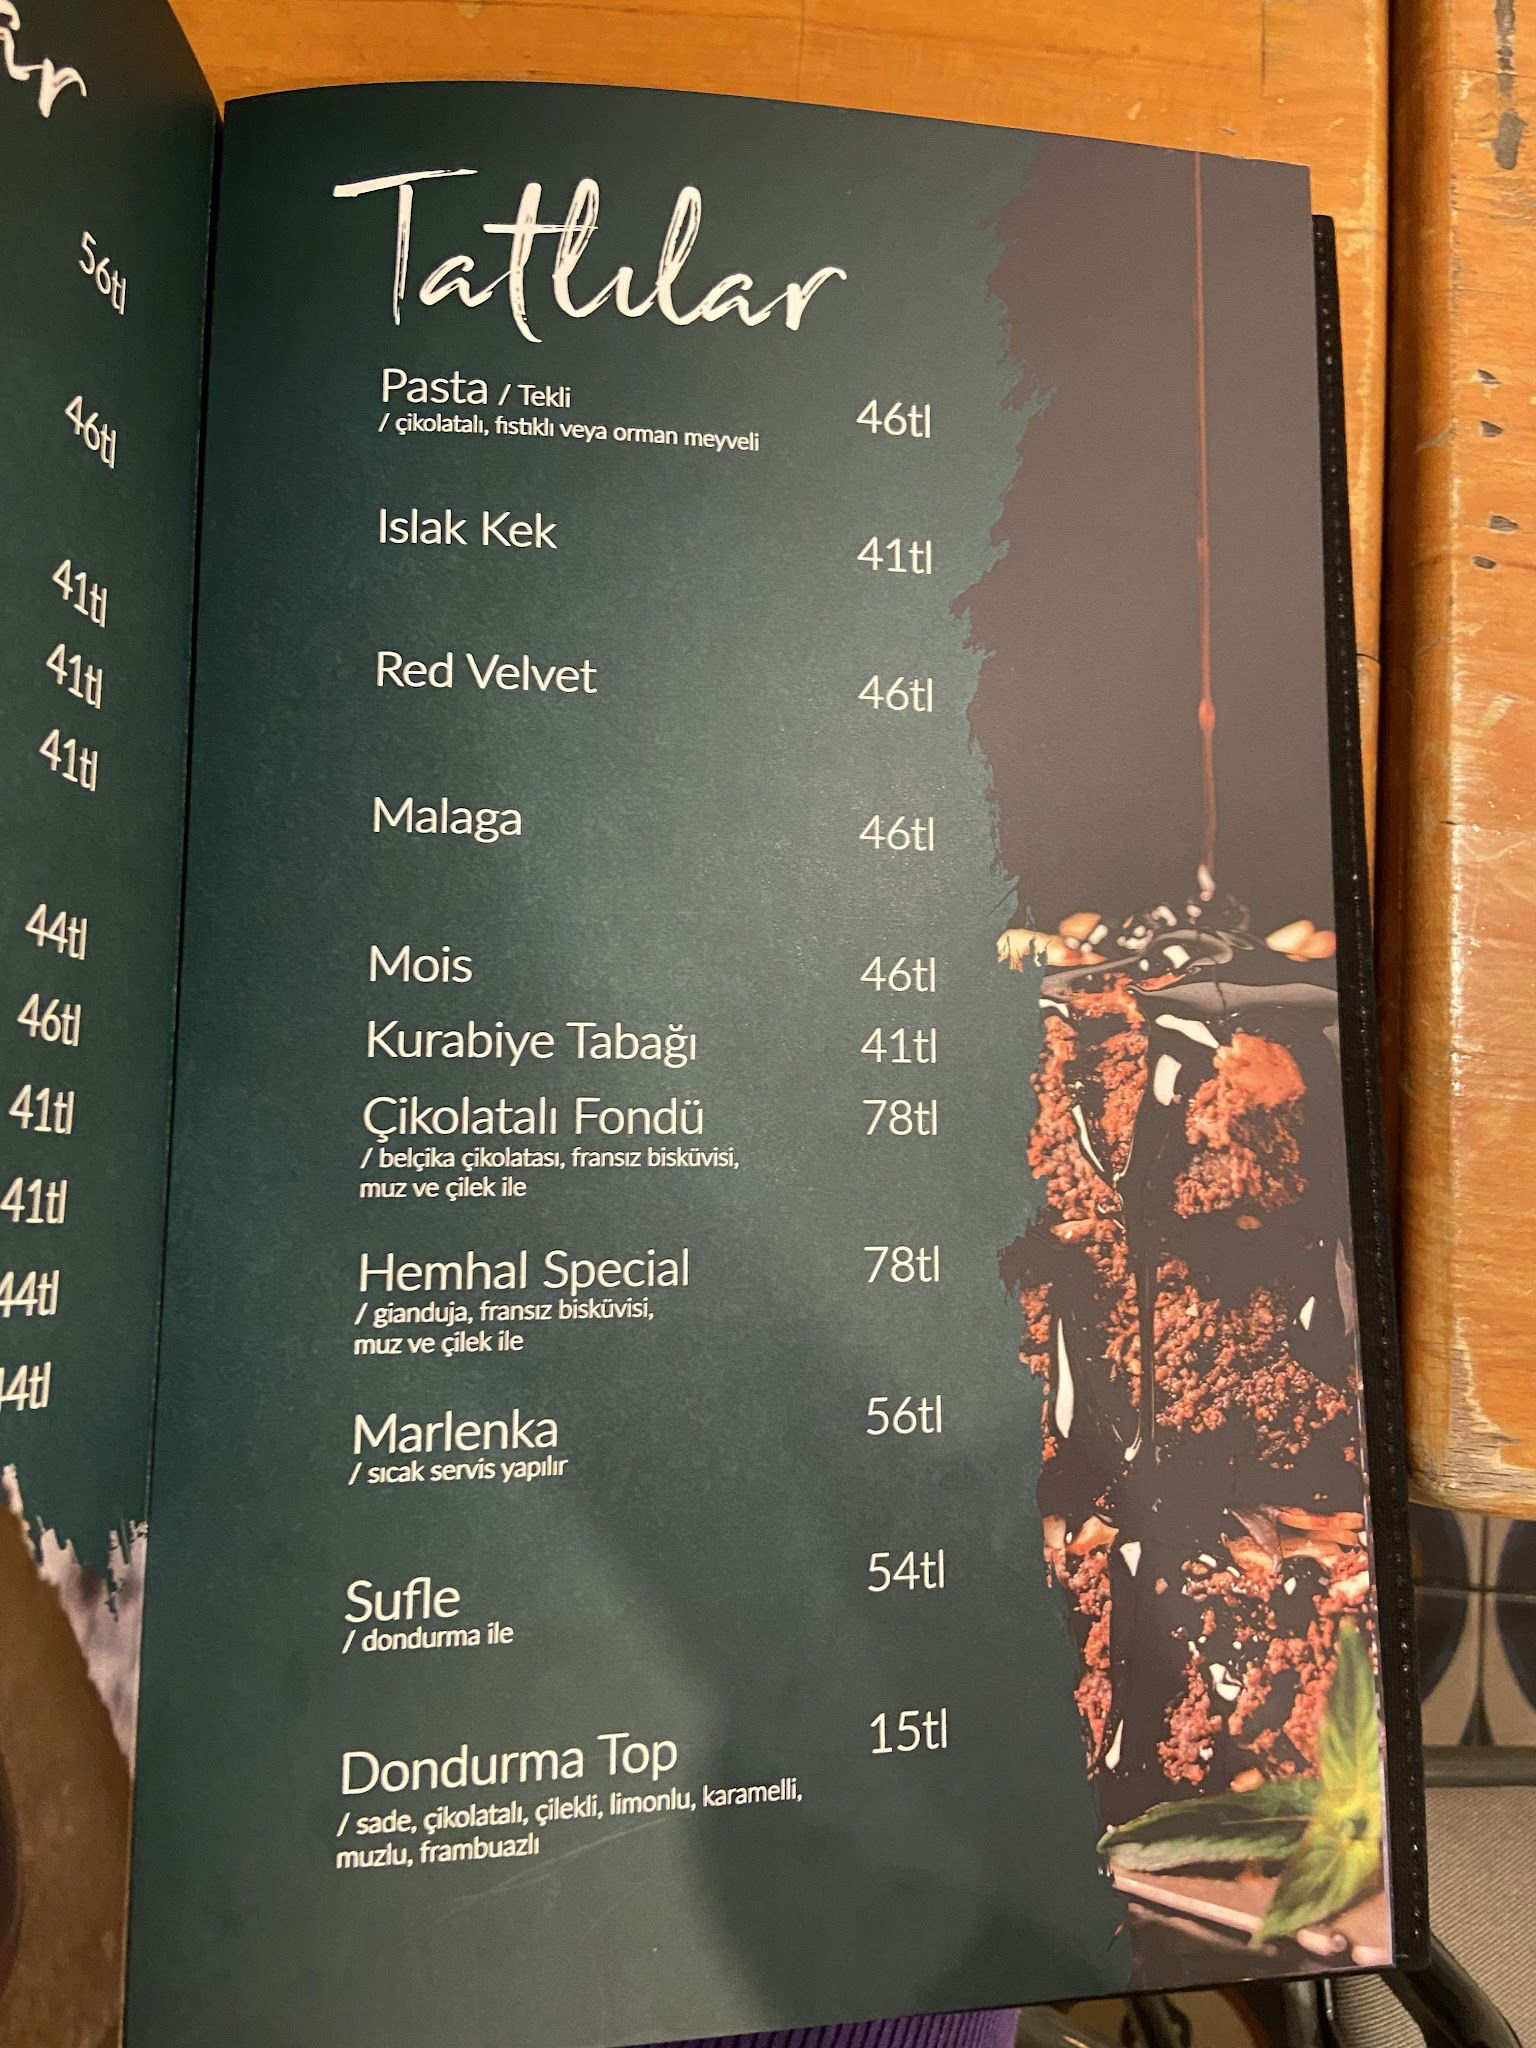 56tl
46tl
41tl
41tl
41tl
44tl
46tl
41tl
41tl
44tl
44tl
Tatlılar
Pasta / Tekli 46tl
/ çikolatalı, fıstıklı veya orman meyveli
Islak Kek 41tl
Red Velvet 46tl
Malaga 46tl
Mois 46tl
Kurabiye Tabağı 41tl
Çikolatalı Fondü 78tl
/ belçika çikolatası, fransız bisküvisi,
muz ve çilek ile
Hemhal Special 78tl
/ gianduja, fransız bisküvisi,
muz ve çilek ile
Marlenka 56tl
/ sıcak servis yapılır
Sufle 54tl
/ dondurma ile
Dondurma Top 15tl
/ sade, çikolatalı, çilekli, limonlu, karamelli,
muzlu, frambuazlı